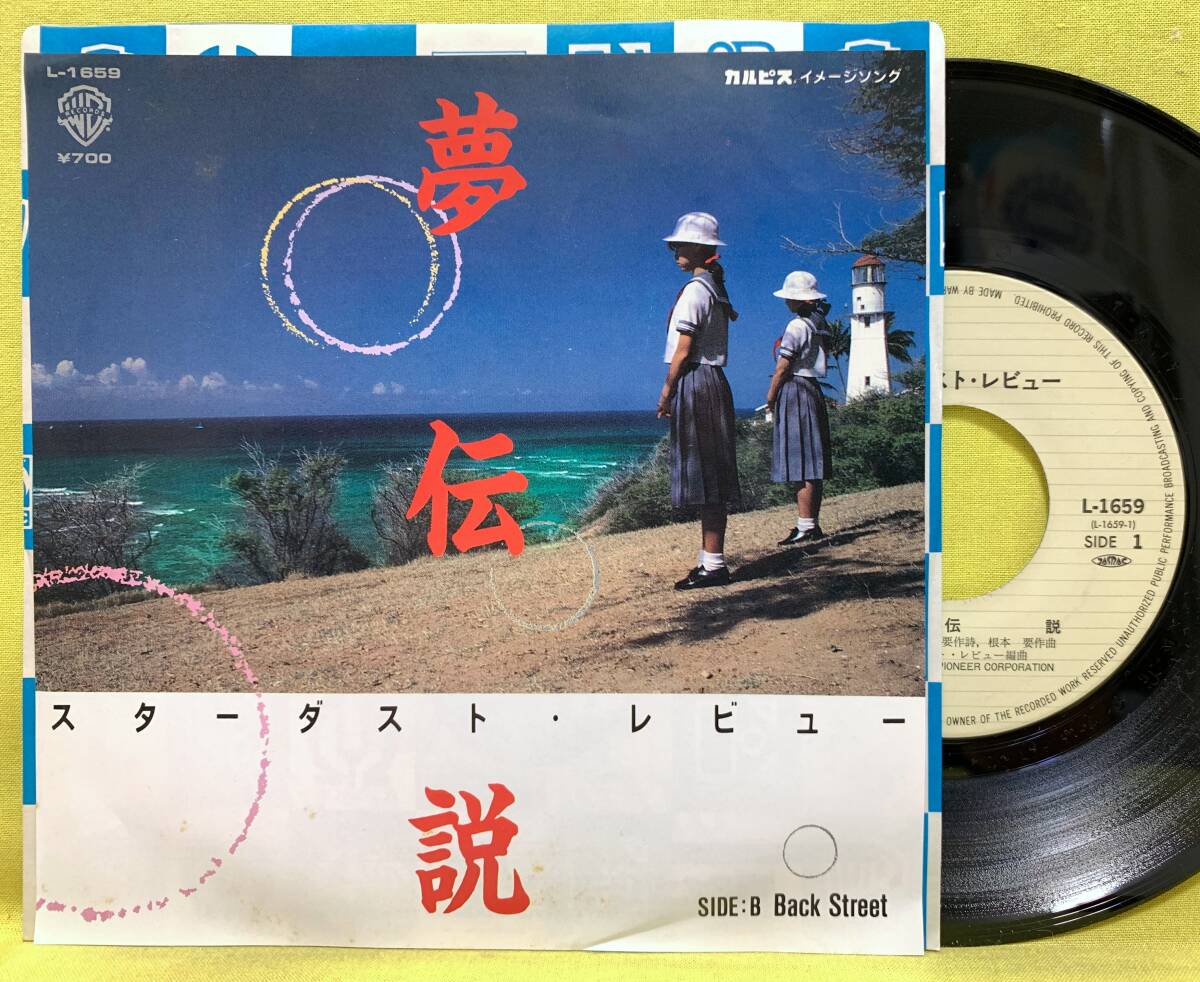 L-1659
RECORDS
¥700
カルピス、イメージソング
夢伝説
スターダスト・レビュー
SIDE:B Back Street
スト・レビュー
L-1659
(L-1659-1)
SIDE 1
JASRAC
伝 説
要作詩, 根本 要作曲
ト・レビュー編曲
PIONEER CORPORATION
OWNER OF THE RECORDED WORK RESERVED UNAUTHORIZED PUBLIC PERFORMANCE BROADCASTING AND COPYING OF THIS RECORD PROHIBITED. MADE BY WAR